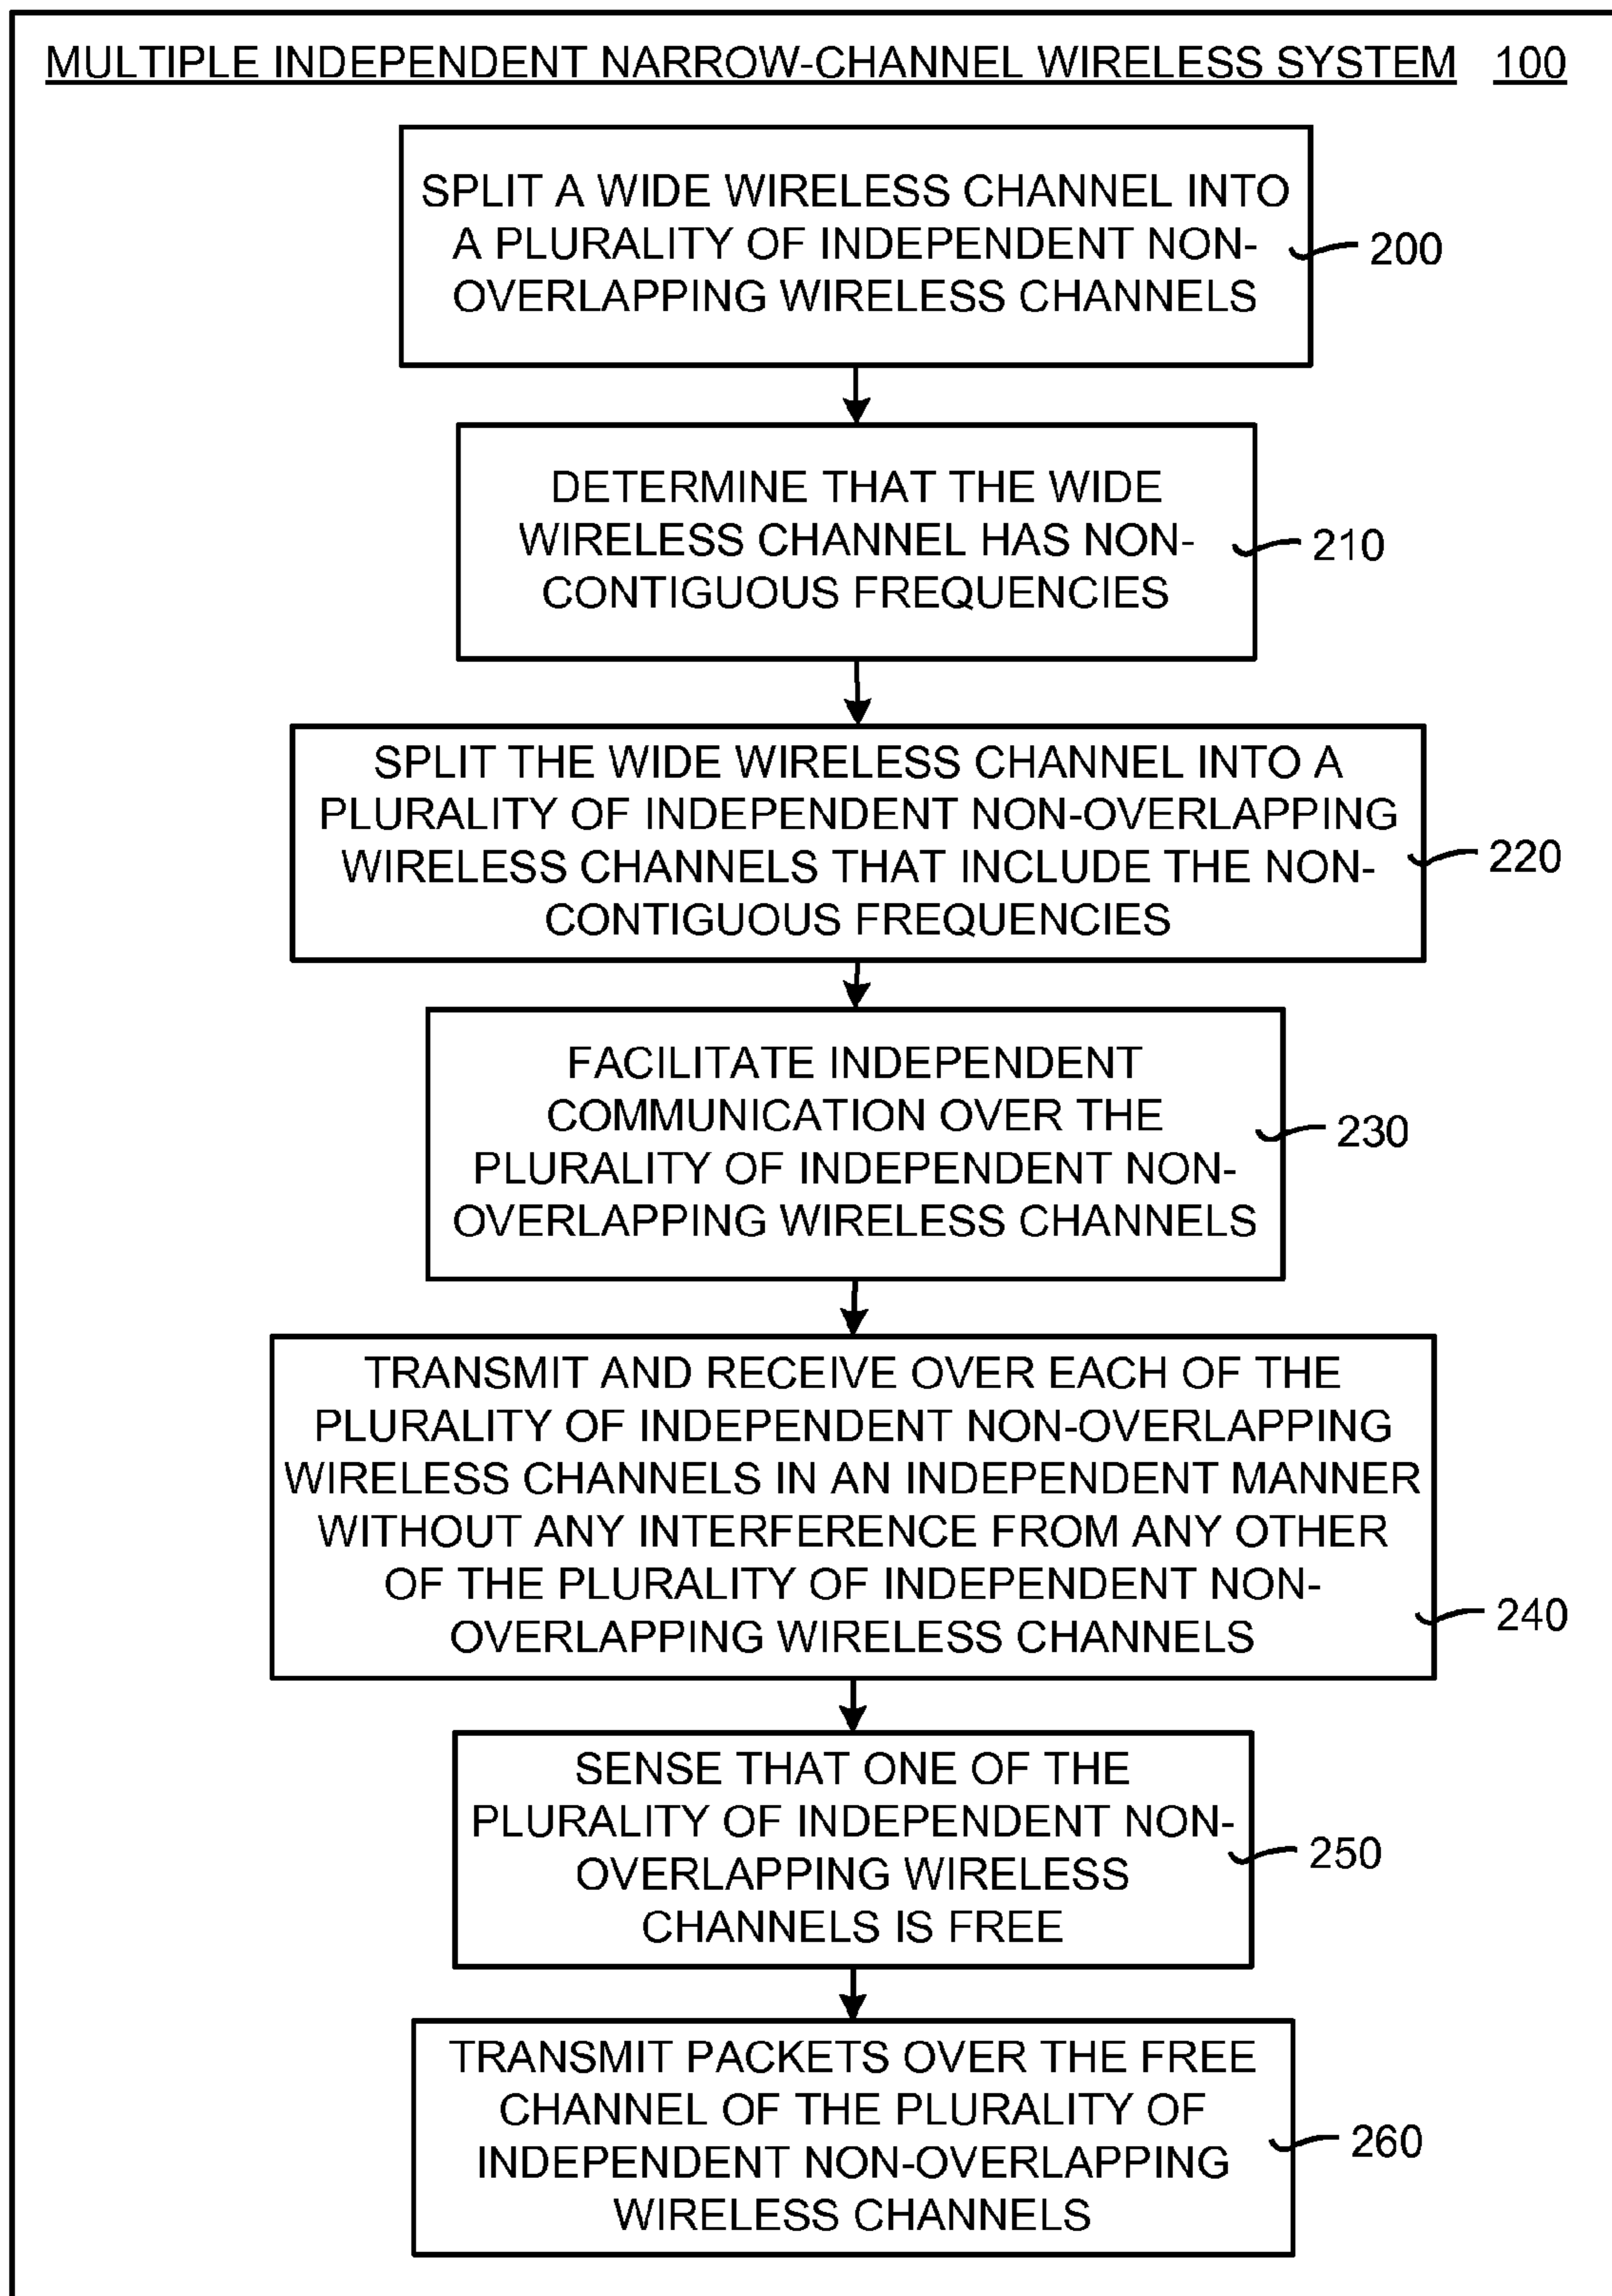 MULTIPLE INDEPENDENT NARROW-CHANNEL WIRELESS SYSTEM 100
SPLIT A WIDE WIRELESS CHANNEL INTO
A PLURALITY OF INDEPENDENT NON-
OVERLAPPING WIRELESS CHANNELS
200
DETERMINE THAT THE WIDE
WIRELESS CHANNEL HAS NON-
CONTIGUOUS FREQUENCIES
210
SPLIT THE WIDE WIRELESS CHANNEL INTO A
PLURALITY OF INDEPENDENT NON-OVERLAPPING
WIRELESS CHANNELS THAT INCLUDE THE NON-
CONTIGUOUS FREQUENCIES
220
FACILITATE INDEPENDENT
COMMUNICATION OVER THE
PLURALITY OF INDEPENDENT NON-
OVERLAPPING WIRELESS CHANNELS
230
TRANSMIT AND RECEIVE OVER EACH OF THE
PLURALITY OF INDEPENDENT NON-OVERLAPPING
WIRELESS CHANNELS IN AN INDEPENDENT MANNER
WITHOUT ANY INTERFERENCE FROM ANY OTHER
OF THE PLURALITY OF INDEPENDENT NON-
OVERLAPPING WIRELESS CHANNELS
240
SENSE THAT ONE OF THE
PLURALITY OF INDEPENDENT NON-
OVERLAPPING WIRELESS
CHANNELS IS FREE
250
TRANSMIT PACKETS OVER THE FREE
CHANNEL OF THE PLURALITY OF
INDEPENDENT NON-OVERLAPPING
WIRELESS CHANNELS
260